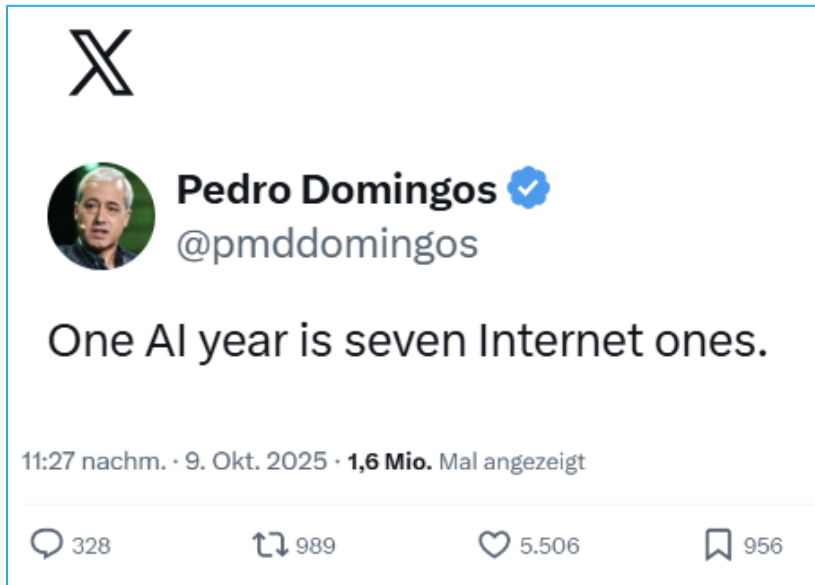 Pedro Domingos
@pmddomingos
One AI year is seven Internet ones.
11:27 nachm. · 9. Okt. 2025 · 1,6 Mio. Mal angezeigt
328 989 5.506 956